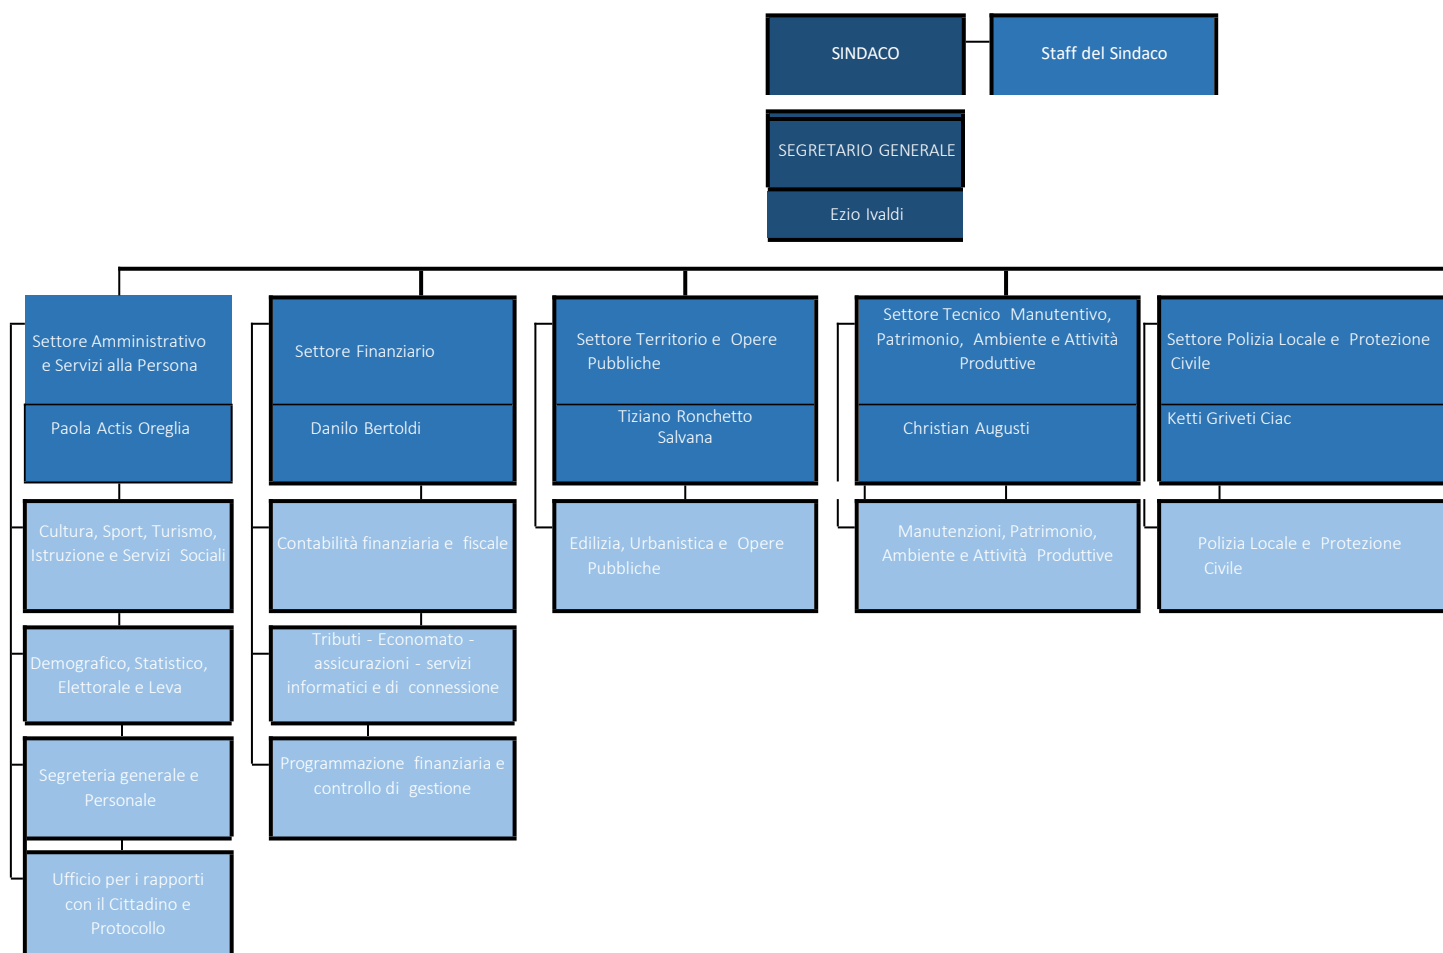 SINDACO
Staff del Sindaco
SEGRETARIO GENERALE
Ezio Ivaldi
Settore Amministrativo
e Servizi alla Persona
Paola Actis Oreglia
Settore Finanziario
Danilo Bertoldi
Settore Territorio e Opere
Pubbliche
Tiziano Ronchetto
Salvana
Settore Tecnico Manutentivo,
Patrimonio, Ambiente e Attività
Produttive
Christian Augusti
Settore Polizia Locale e Protezione
Civile
Ketti Griveti Ciac
Cultura, Sport, Turismo,
Istruzione e Servizi Sociali
Contabilità finanziaria e fiscale
Edilizia, Urbanistica e Opere
Pubbliche
Manutenzioni, Patrimonio,
Ambiente e Attività Produttive
Polizia Locale e Protezione
Civile
Demografico, Statistico,
Elettorale e Leva
Tributi - Economato -
assicurazioni - servizi
informatici e di connessione
Segreteria generale e
Personale
Programmazione finanziaria e
controllo di gestione
Ufficio per i rapporti
con il Cittadino e
Protocollo